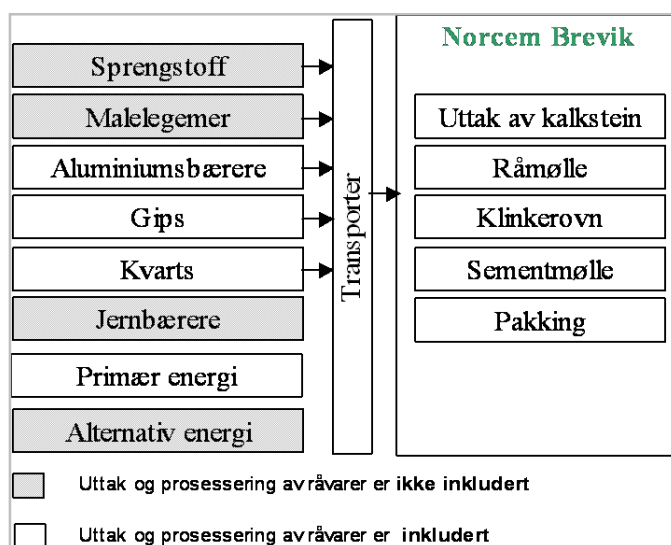 Sprengstoff
Malelegemer
Aluminiumsbærere
Gips
Kvarts
Jernbærere
Primær energi
Alternativ energi
Transporter
Norcem Brevik
Uttak av kalkstein
Råmølle
Klinkerovn
Sementmølle
Pakking
Uttak og prosessering av råvarer er ikke inkludert
Uttak og prosessering av råvarer er inkludert